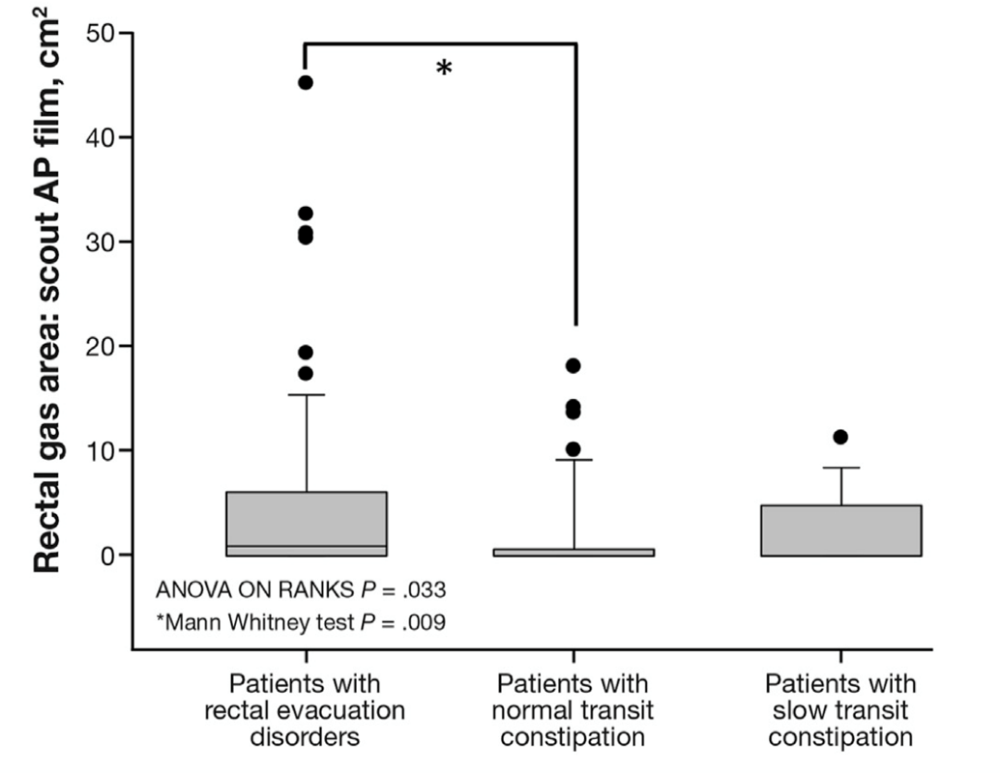 Rectal gas area: scout AP film, cm²
50
40
30
20
10
0
*
ANOVA ON RANKS P = .033
*Mann Whitney test P = .009
Patients with
rectal evacuation
disorders
Patients with
normal transit
constipation
Patients with
slow transit
constipation